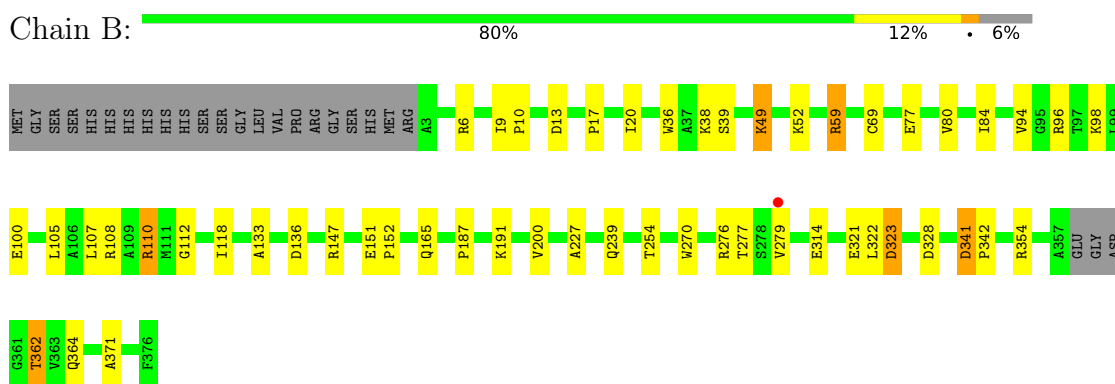 Chain B:
80% 12% • 6%
MET GLY SER SER HIS HIS HIS HIS HIS HIS SER SER GLY LEU VAL PRO ARG GLY SER HIS MET ARG A3 R6 I9 P10 D13 P17 I20 W36 A37 K38 S39 K49 K52 R59 C69 E77 V80 I84 V94 G95 R96 T97 K98 L99
E100 L105 A106 L107 R108 A109 R110 M111 G112 I118 A133 D136 R147 E151 P152 Q165 P187 K191 V200 A227 Q239 T254 W270 R276 T277 S278 V279 E314 E321 L322 D323 D328 D341 P342 R354 A357 GLU GLY ASP
G361 T362 V363 Q364 A371 F376